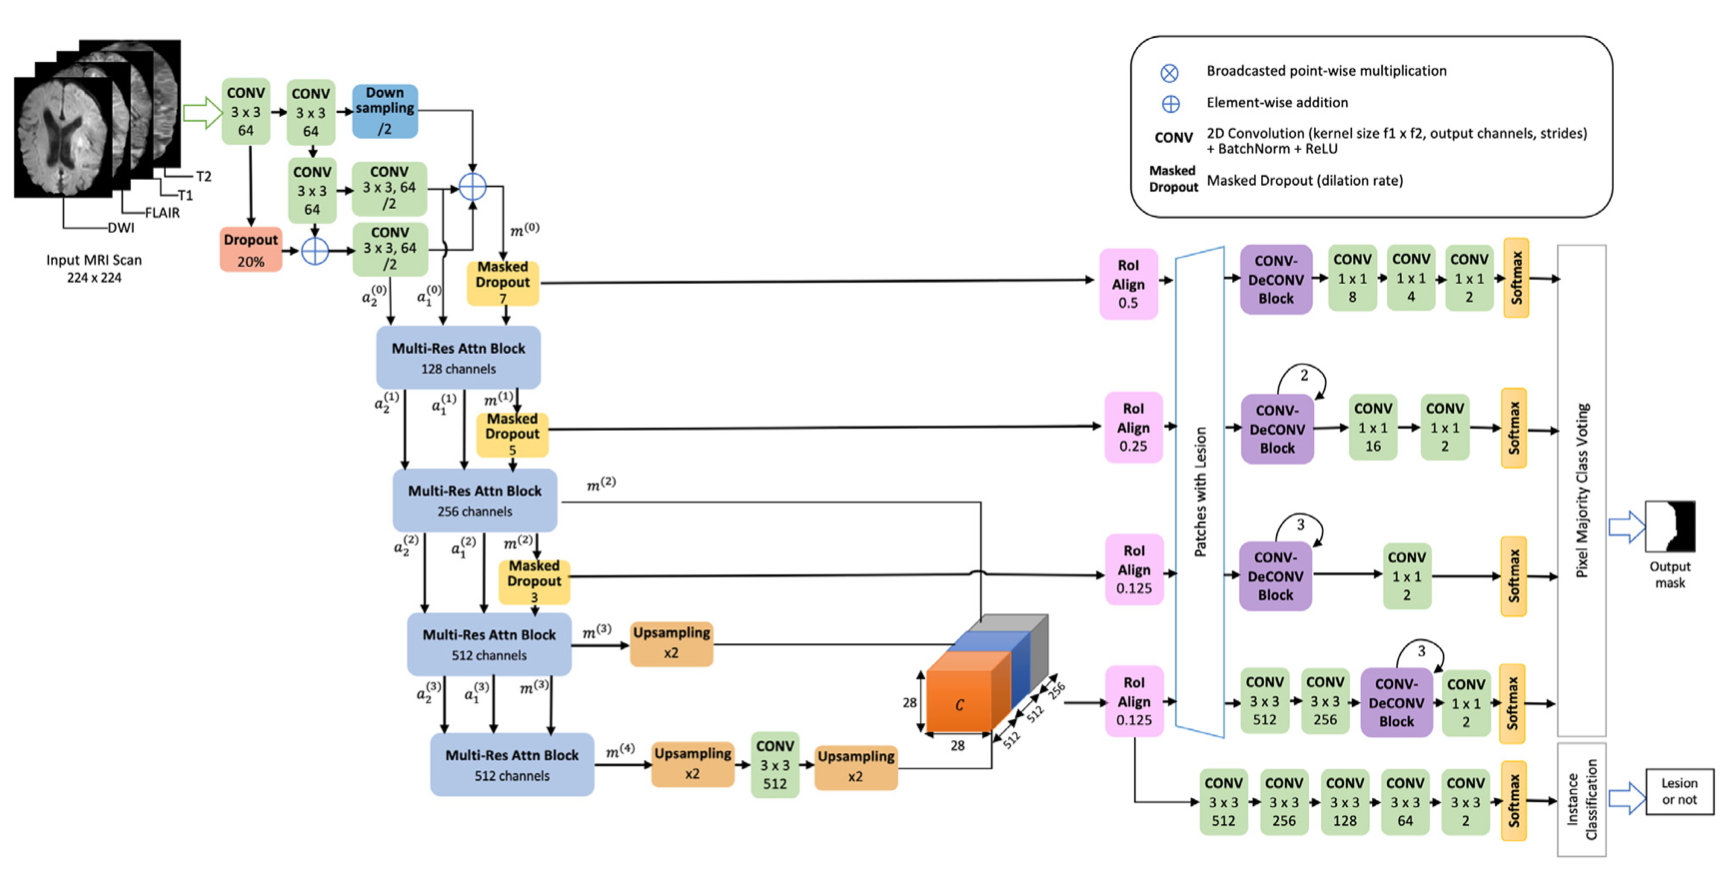 T2
T1
FLAIR
DWI
Input MRI Scan
224 x 224
CONV
3 x 3
64
CONV
3 x 3
64
Down
sampling
/2
CONV
3 x 3
64
CONV
3 x 3, 64
/2
Dropout
20%
CONV
3 x 3, 64
/2
m^(0)
a_2^(0)
a_1^(0)
Masked
Dropout
7
Multi-Res Attn Block
128 channels
a_2^(1)
a_1^(1)
m^(1)
Masked
Dropout
5
Multi-Res Attn Block
256 channels
m^(2)
a_2^(2)
a_1^(2)
m^(2)
Masked
Dropout
3
Multi-Res Attn Block
512 channels
m^(3)
Upsampling
x2
a_2^(3)
a_1^(3)
m^(3)
Multi-Res Attn Block
512 channels
m^(4)
Upsampling
x2
CONV
3 x 3
512
Upsampling
x2
C
28
28
512
512
256
Broadcasted point-wise multiplication
Element-wise addition
CONV
2D Convolution (kernel size f1 x f2, output channels, strides)
+ BatchNorm + ReLU
Masked
Dropout
Masked Dropout (dilation rate)
RoI
Align
0.5
RoI
Align
0.25
RoI
Align
0.125
RoI
Align
0.125
Patches with Lesion
CONV-
DeCONV
Block
CONV
1 x 1
8
CONV
1 x 1
4
CONV
1 x 1
2
Softmax
2
CONV-
DeCONV
Block
CONV
1 x 1
16
CONV
1 x 1
2
Softmax
3
CONV-
DeCONV
Block
CONV
1 x 1
2
Softmax
CONV
3 x 3
512
CONV
3 x 3
256
3
CONV-
DeCONV
Block
CONV
1 x 1
2
Softmax
CONV
3 x 3
512
CONV
3 x 3
256
CONV
3 x 3
128
CONV
3 x 3
64
CONV
3 x 3
2
Softmax
Pixel Majority Class Voting
Output
mask
Instance
Classification
Lesion
or not